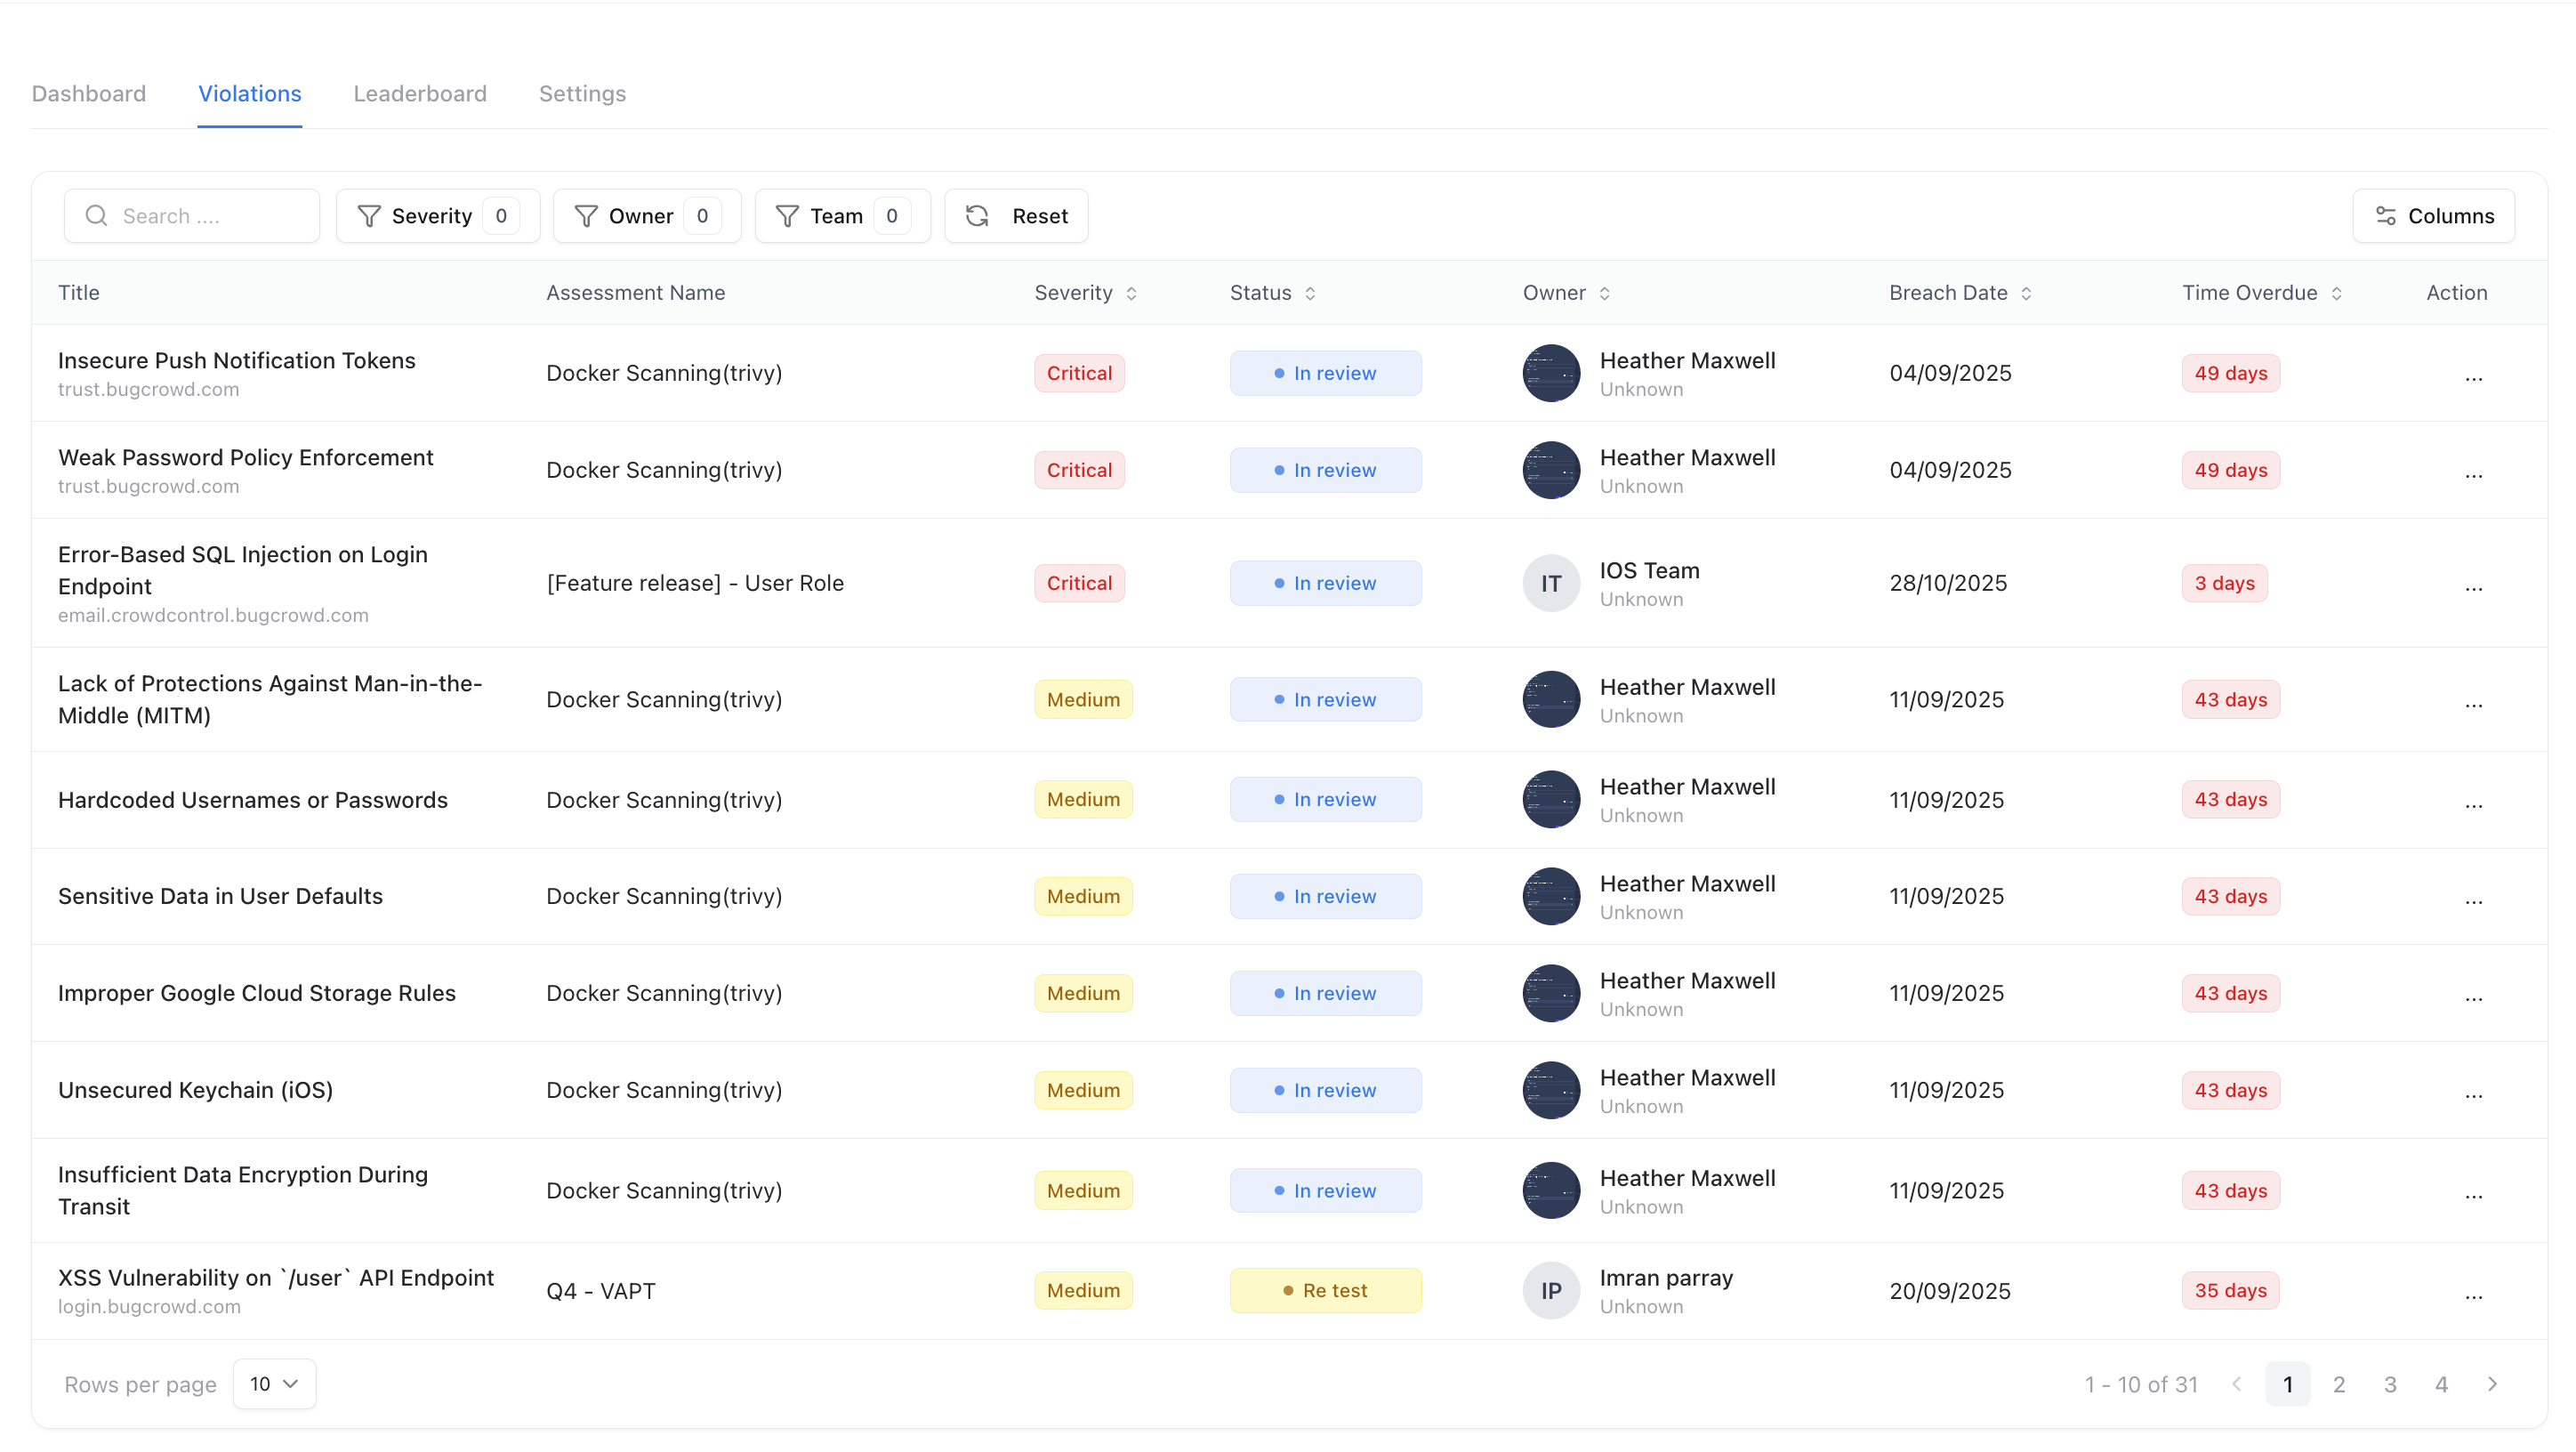 Dashboard Violations Leaderboard Settings
Search .... Severity 0 Owner 0 Team 0 Reset Columns
Title Assessment Name Severity Status Owner Breach Date Time Overdue Action
Insecure Push Notification Tokens
trust.bugcrowd.com
Docker Scanning(trivy) Critical In review Heather Maxwell
Unknown
04/09/2025 49 days ...
Weak Password Policy Enforcement
trust.bugcrowd.com
Docker Scanning(trivy) Critical In review Heather Maxwell
Unknown
04/09/2025 49 days ...
Error-Based SQL Injection on Login
Endpoint
email.crowdcontrol.bugcrowd.com
[Feature release] - User Role Critical In review IT IOS Team
Unknown
28/10/2025 3 days ...
Lack of Protections Against Man-in-the-
Middle (MITM)
Docker Scanning(trivy) Medium In review Heather Maxwell
Unknown
11/09/2025 43 days ...
Hardcoded Usernames or Passwords
Docker Scanning(trivy) Medium In review Heather Maxwell
Unknown
11/09/2025 43 days ...
Sensitive Data in User Defaults
Docker Scanning(trivy) Medium In review Heather Maxwell
Unknown
11/09/2025 43 days ...
Improper Google Cloud Storage Rules
Docker Scanning(trivy) Medium In review Heather Maxwell
Unknown
11/09/2025 43 days ...
Unsecured Keychain (iOS)
Docker Scanning(trivy) Medium In review Heather Maxwell
Unknown
11/09/2025 43 days ...
Insufficient Data Encryption During
Transit
Docker Scanning(trivy) Medium In review Heather Maxwell
Unknown
11/09/2025 43 days ...
XSS Vulnerability on `/user` API Endpoint
login.bugcrowd.com
Q4 - VAPT Medium Re test IP Imran parray
Unknown
20/09/2025 35 days ...
Rows per page 10 1 - 10 of 31 1 2 3 4